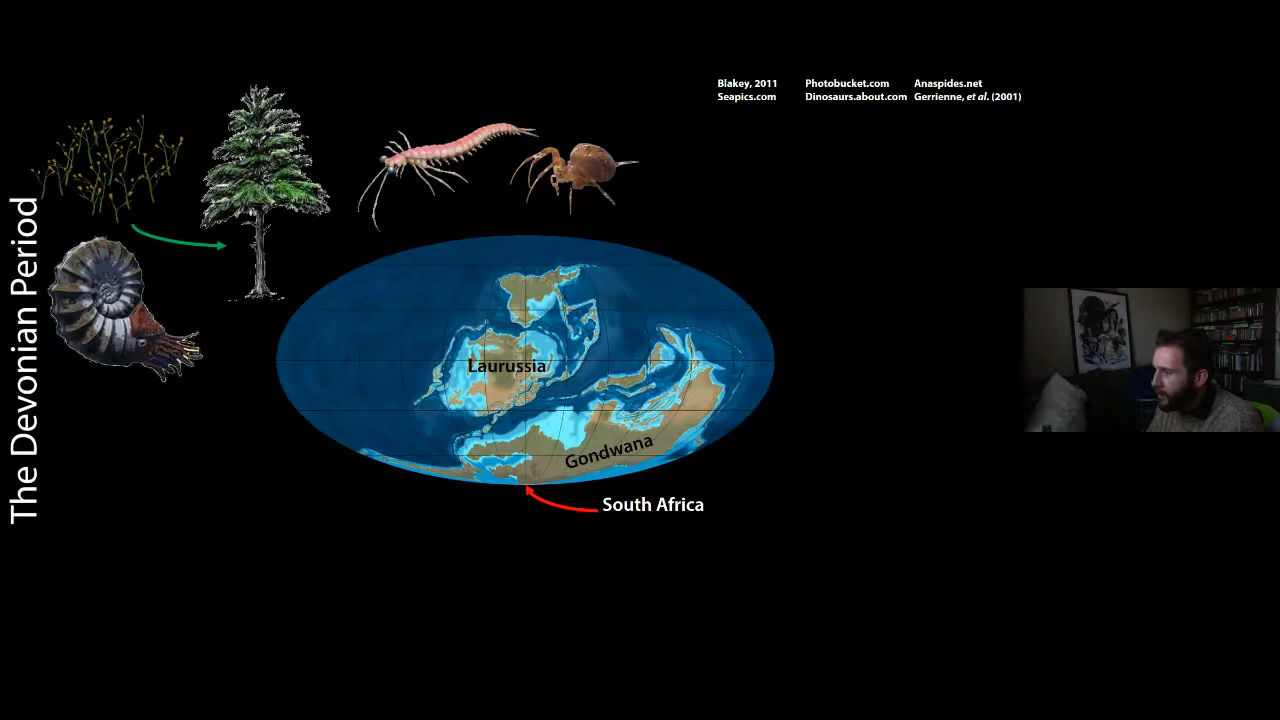 The Devonian Period
Blakey, 2011 Photobucket.com Anaspides.net
Seapics.com Dinosaurs.about.com Gerrienne, et al. (2001)
Laurussia
Gondwana
South Africa